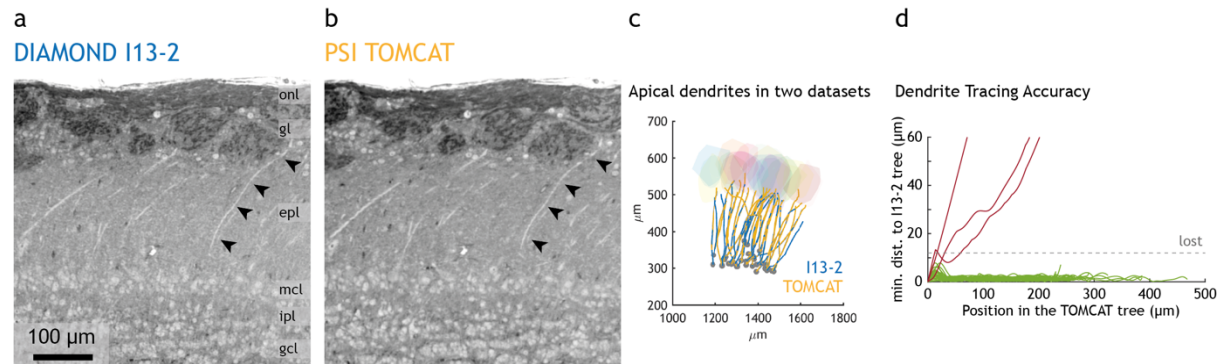 a
DIAMOND I13-2
onl
gl
epl
mcl
ipl
gcl
100 µm
b
PSI TOMCAT
c
Apical dendrites in two datasets
700
600
500
400
300
200
µm
1000 1200 1400 1600 1800
µm
I13-2
TOMCAT
d
Dendrite Tracing Accuracy
60
40
20
0
min. dist. to I13-2 tree (µm)
lost
0 100 200 300 400 500
Position in the TOMCAT tree (µm)